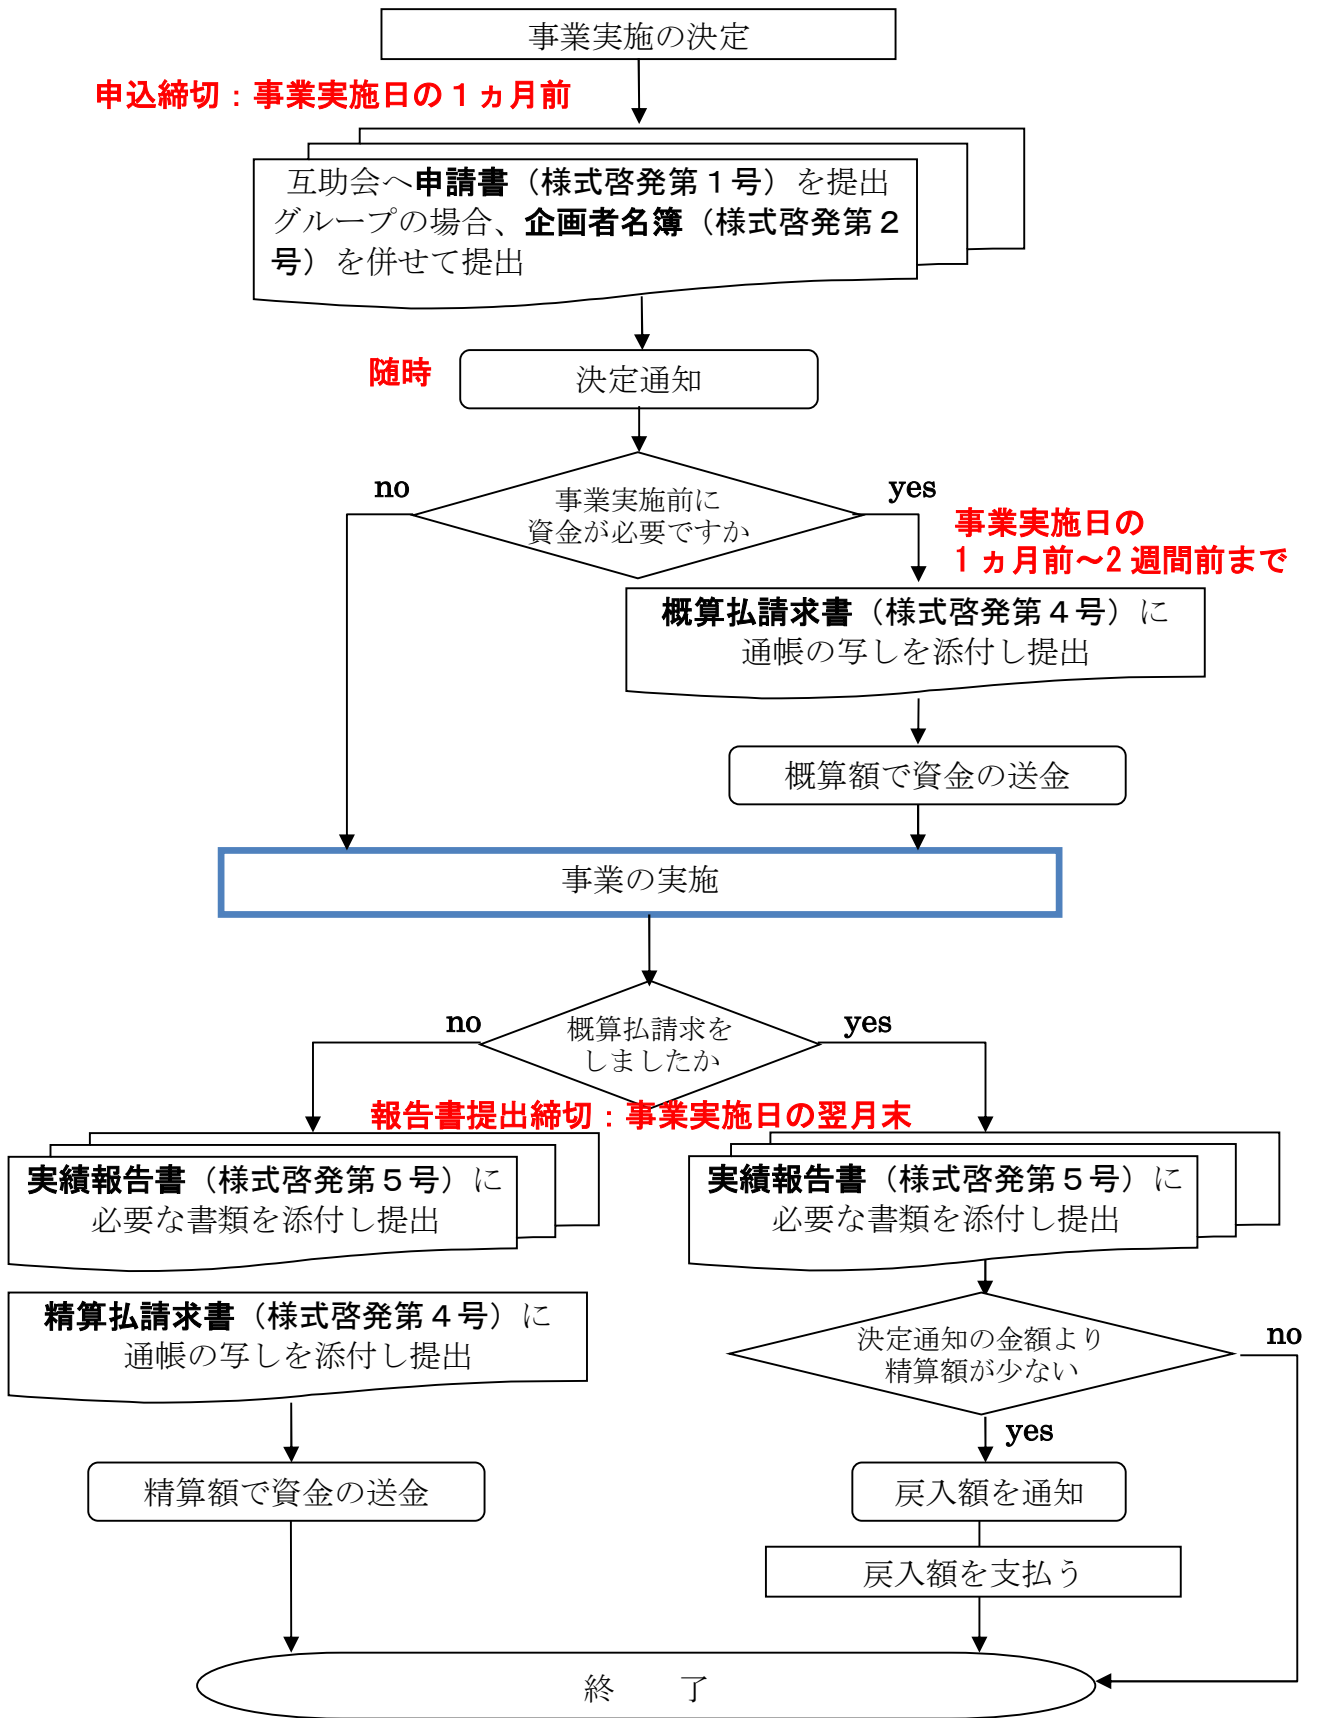 事業実施の決定
申込締切：事業実施日の１ヵ月前
互助会へ申請書（様式啓発第１号）を提出
グループの場合、企画者名簿（様式啓発第２
号）を併せて提出
随時
決定通知
no
事業実施前に
資金が必要ですか
yes
事業実施日の
1 ヵ月前～2 週間前まで
概算払請求書（様式啓発第４号）に
通帳の写しを添付し提出
概算額で資金の送金
事業の実施
no
概算払請求を
しましたか
yes
報告書提出締切：事業実施日の翌月末
実績報告書（様式啓発第５号）に
必要な書類を添付し提出
実績報告書（様式啓発第５号）に
必要な書類を添付し提出
精算払請求書（様式啓発第４号）に
通帳の写しを添付し提出
決定通知の金額より
精算額が少ない
no
yes
精算額で資金の送金
戻入額を通知
戻入額を支払う
終　　了